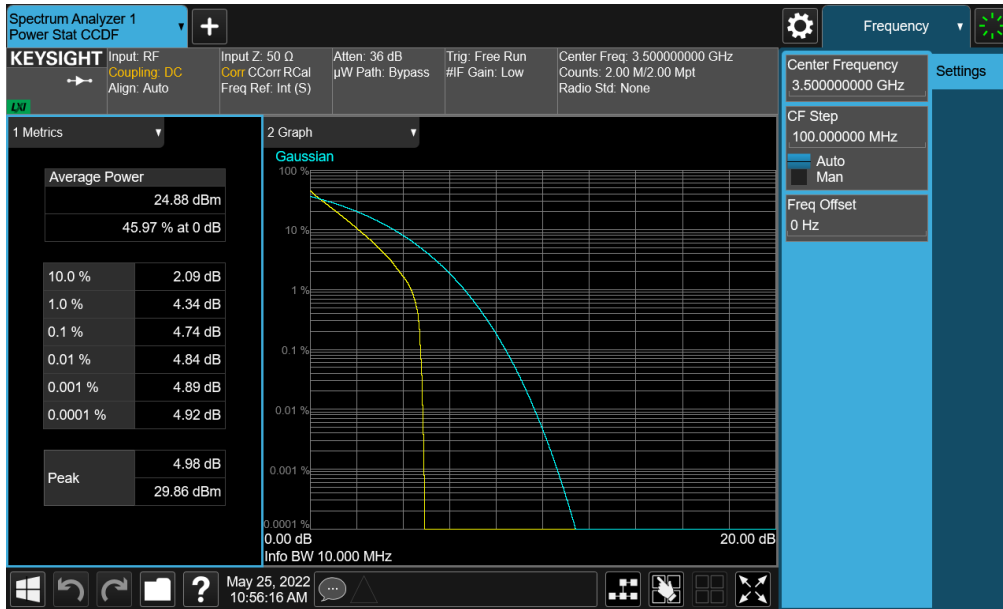 Spectrum Analyzer 1
Power Stat CCDF
Frequency
KEYSIGHT
Input: RF
Coupling: DC
Align: Auto
LXI
Input Z: 50 Ω
Corr CCorr RCal
Freq Ref: Int (S)
Atten: 36 dB
µW Path: Bypass
Trig: Free Run
#IF Gain: Low
Center Freq: 3.500000000 GHz
Counts: 2.00 M/2.00 Mpt
Radio Std: None
Center Frequency
3.500000000 GHz
Settings
CF Step
100.000000 MHz
Auto
Man
Freq Offset
0 Hz
1 Metrics
Average Power
24.88 dBm
45.97 % at 0 dB
10.0 % 2.09 dB
1.0 % 4.34 dB
0.1 % 4.74 dB
0.01 % 4.84 dB
0.001 % 4.89 dB
0.0001 % 4.92 dB
Peak
4.98 dB
29.86 dBm
2 Graph
Gaussian
100 %
10 %
1 %
0.1 %
0.01 %
0.001 %
0.0001 %
0.00 dB
20.00 dB
Info BW 10.000 MHz
?
May 25, 2022
10:56:16 AM